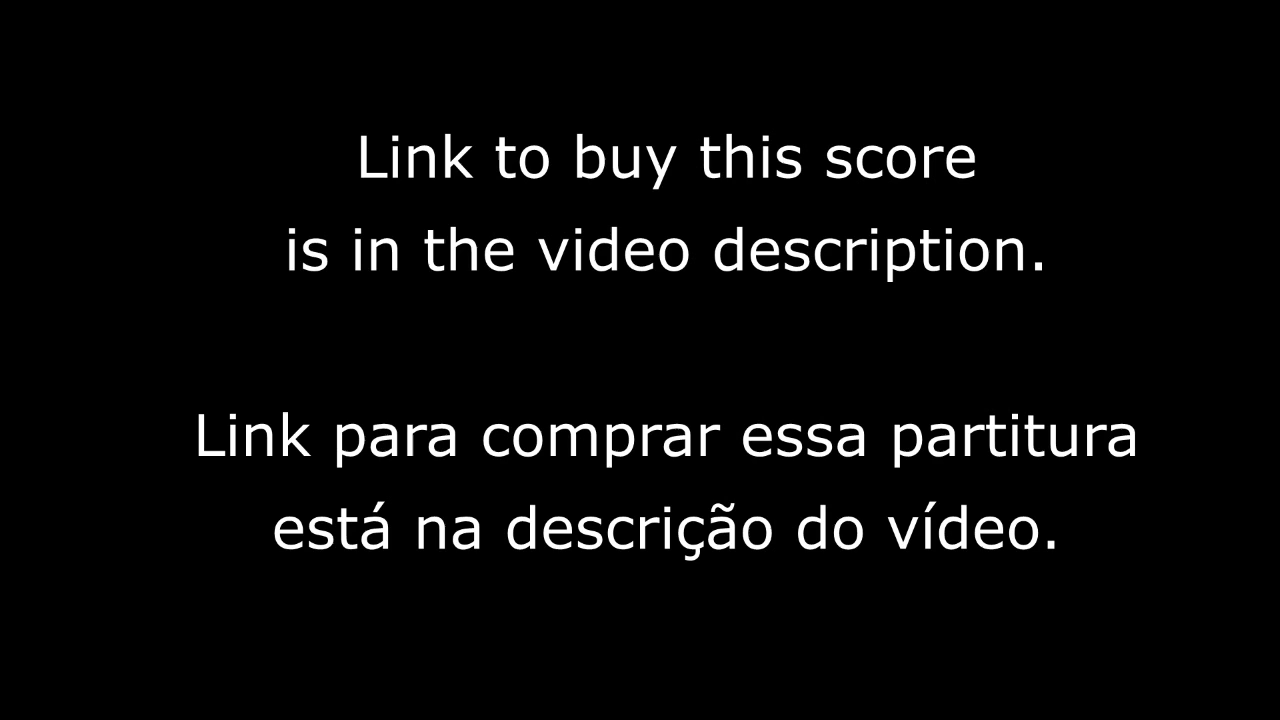 Link to buy this score
is in the video description.
Link para comprar essa partitura
está na descrição do vídeo.